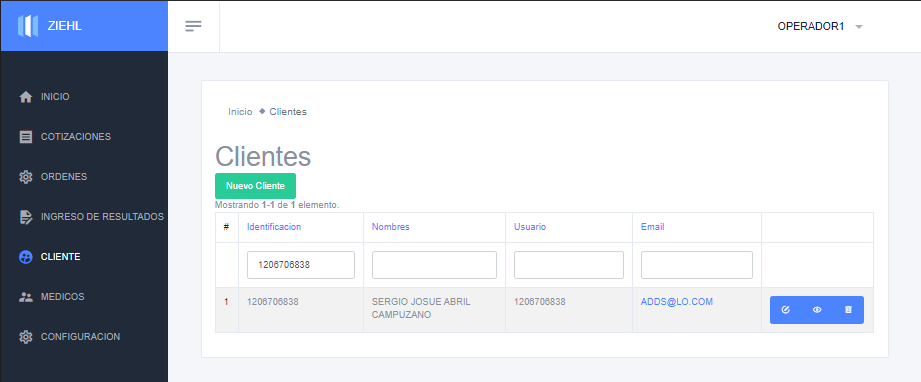 ZIEHL
OPERADOR1
INICIO
COTIZACIONES
ORDENES
INGRESO DE RESULTADOS
CLIENTE
MEDICOS
CONFIGURACION
Inicio ◆ Clientes
Clientes
Nuevo Cliente
Mostrando 1-1 de 1 elemento.
# Identificacion Nombres Usuario Email
1206706838
1 1206706838 SERGIO JOSUE ABRIL 1206706838 ADDS@LO.COM
CAMPUZANO